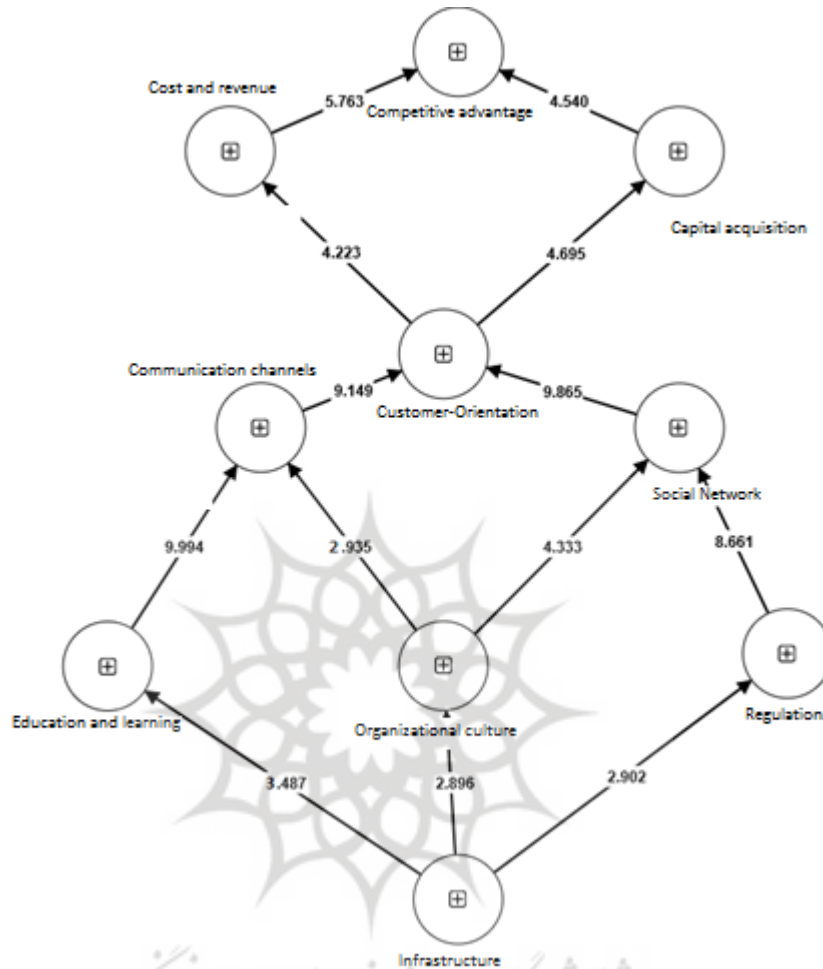 Cost and revenue
5.763
Competitive advantage
4.540
Capital acquisition
4.223
4.695
Communication channels
9.149
Customer-Orientation
9.865
Social Network
9.994
2.935
4.333
8.661
Education and learning
Organizational culture
Regulation
3.487
2.896
2.902
Infrastructure